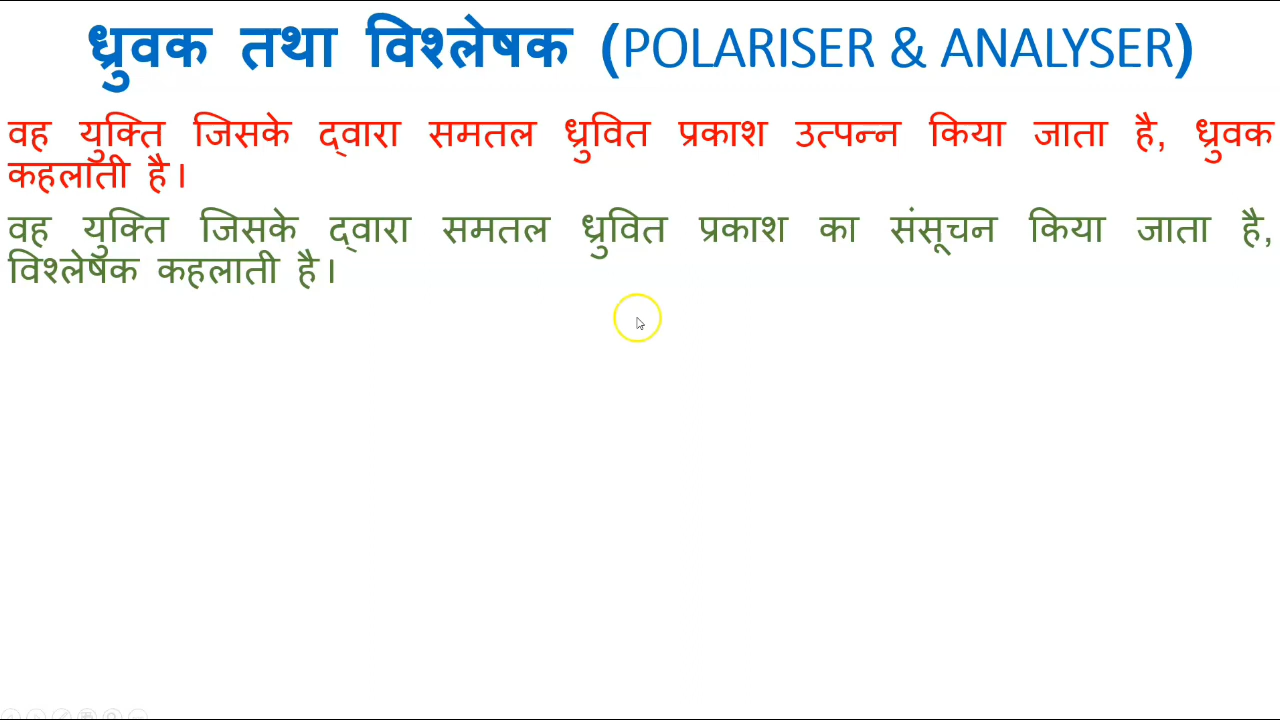 ध्रुवक तथा विश्लेषक (POLARISER & ANALYSER)
वह युक्ति जिसके द्वारा समतल ध्रुवित प्रकाश उत्पन्न किया जाता है, ध्रुवक
कहलाती है।
वह युक्ति जिसके द्वारा समतल ध्रुवित प्रकाश का संसूचन किया जाता है,
विश्लेषक कहलाती है।